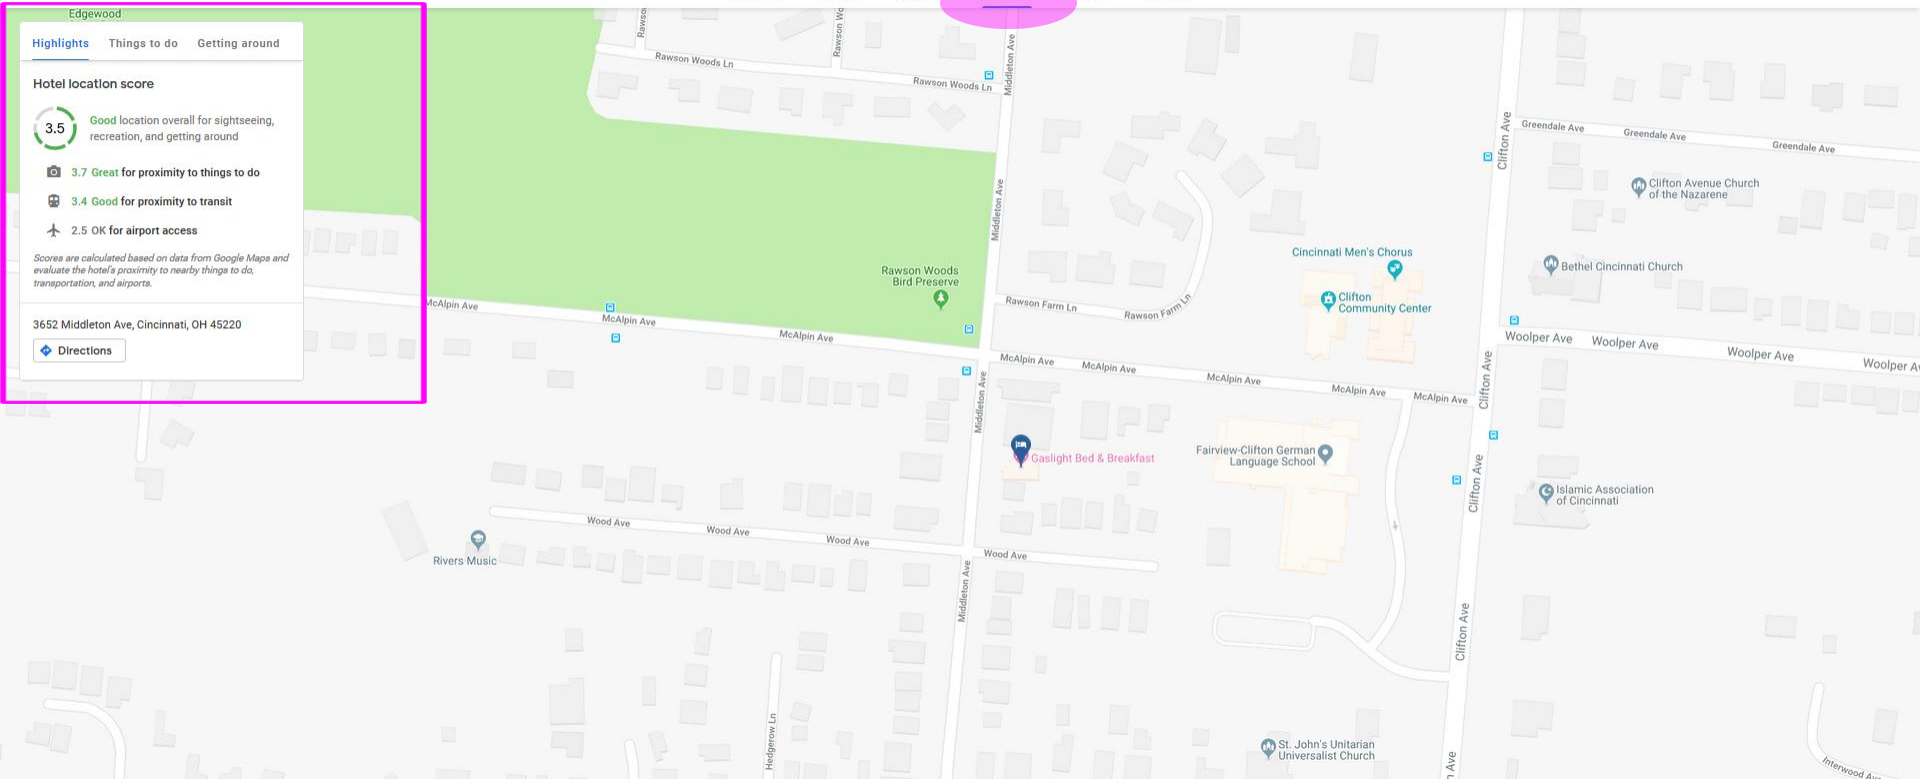 Edgewood
Highlights
Things to do
Getting around
Hotel location score
3.5
Good location overall for sightseeing,
recreation, and getting around
3.7 Great for proximity to things to do
3.4 Good for proximity to transit
2.5 OK for airport access
Scores are calculated based on data from Google Maps and
evaluate the hotel's proximity to nearby things to do,
transportation, and airports.
3652 Middleton Ave, Cincinnati, OH 45220
Directions
Rawson Woods Ln
Rawson Woods Ln
Middleton Ave
Middleton Ave
Clifton Ave
Greendale Ave
Greendale Ave
Greendale Ave
Clifton Avenue Church
of the Nazarene
Cincinnati Men's Chorus
Bethel Cincinnati Church
Rawson Woods
Bird Preserve
Clifton
Community Center
Rawson Farm Ln
Rawson Farm Ln
McAlpin Ave
McAlpin Ave
McAlpin Ave
McAlpin Ave
McAlpin Ave
McAlpin Ave
McAlpin Ave
McAlpin Ave
Woolper Ave
Woolper Ave
Woolper Ave
Woolper Av
Middleton Ave
Clifton Ave
Gaslight Bed & Breakfast
Fairview-Clifton German
Language School
Clifton Ave
Islamic Association
of Cincinnati
Wood Ave
Wood Ave
Wood Ave
Wood Ave
Rivers Music
Middleton Ave
Clifton Ave
Hedgerow Ln
St. John's Unitarian
Universalist Church
Interwood Av